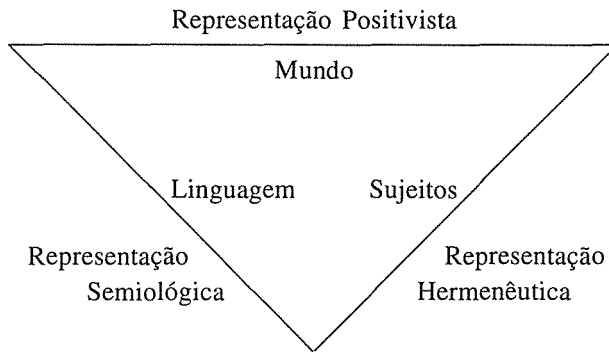 Representação Positivista
Mundo
Linguagem
Sujeitos
Representação
Semiológica
Representação
Hermenêutica